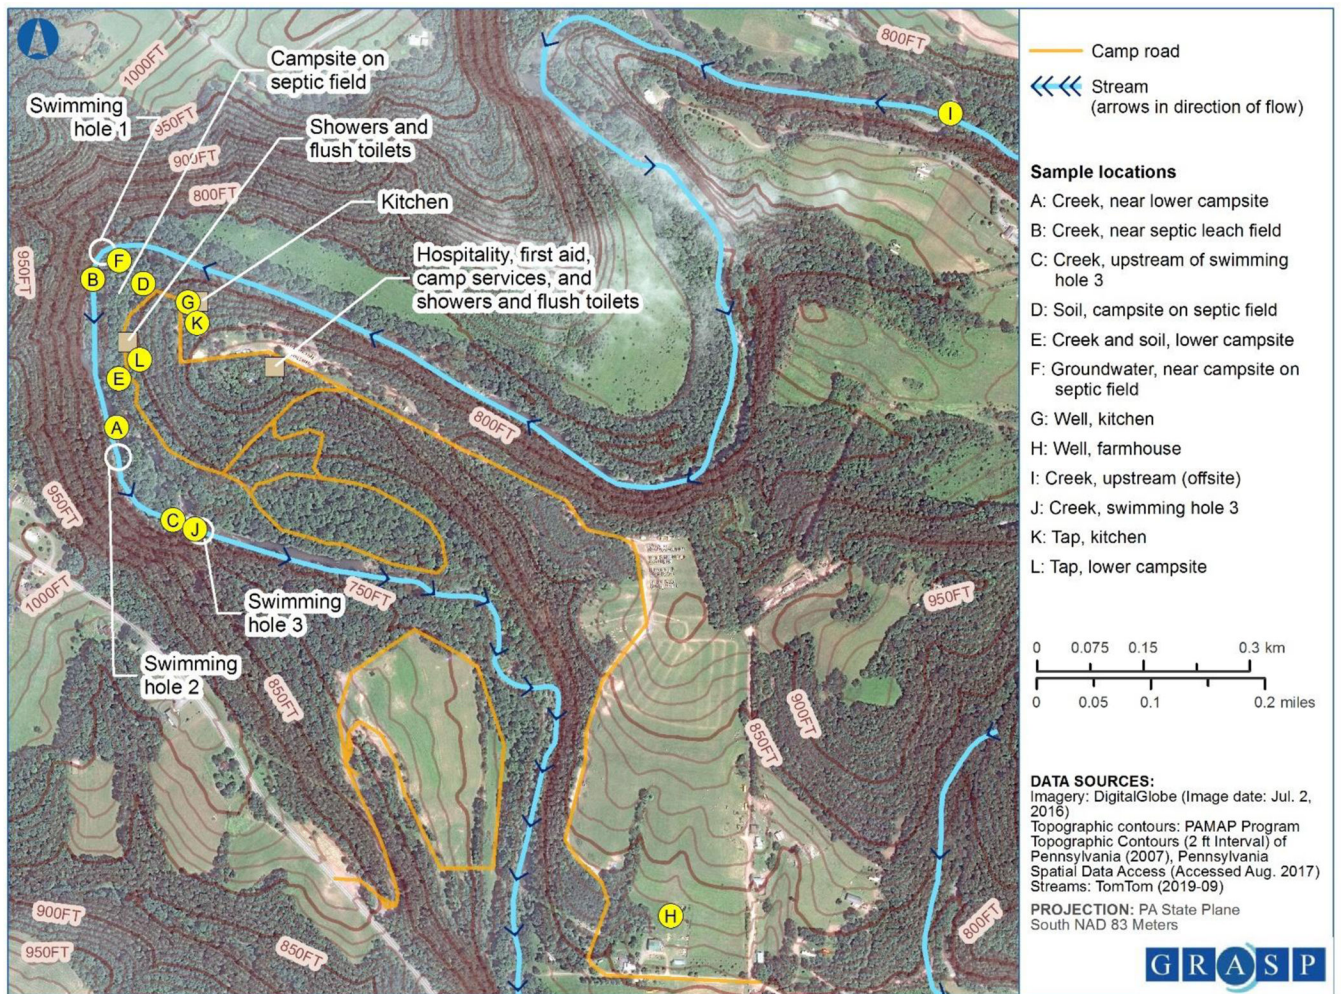 Campsite on
septic field
Swimming
hole 1
Showers and
flush toilets
Kitchen
Hospitality, first aid,
camp services, and
showers and flush toilets
Swimming
hole 3
Swimming
hole 2
1000FT
950FT
900FT
800FT
800FT
950FT
800FT
950FT
1000FT
750FT
850FT
950FT
900FT
850FT
900FT
950FT
850FT
800FT
I
F
B
D
G
K
L
E
A
C
J
H
Camp road
Stream
(arrows in direction of flow)
Sample locations
A: Creek, near lower campsite
B: Creek, near septic leach field
C: Creek, upstream of swimming
hole 3
D: Soil, campsite on septic field
E: Creek and soil, lower campsite
F: Groundwater, near campsite on
septic field
G: Well, kitchen
H: Well, farmhouse
I: Creek, upstream (offsite)
J: Creek, swimming hole 3
K: Tap, kitchen
L: Tap, lower campsite
0 0.075 0.15 0.3 km
0 0.05 0.1 0.2 miles
DATA SOURCES:
Imagery: DigitalGlobe (Image date: Jul. 2,
2016)
Topographic contours: PAMAP Program
Topographic Contours (2 ft Interval) of
Pennsylvania (2007), Pennsylvania
Spatial Data Access (Accessed Aug. 2017)
Streams: TomTom (2019-09)
PROJECTION: PA State Plane
South NAD 83 Meters
GRASP